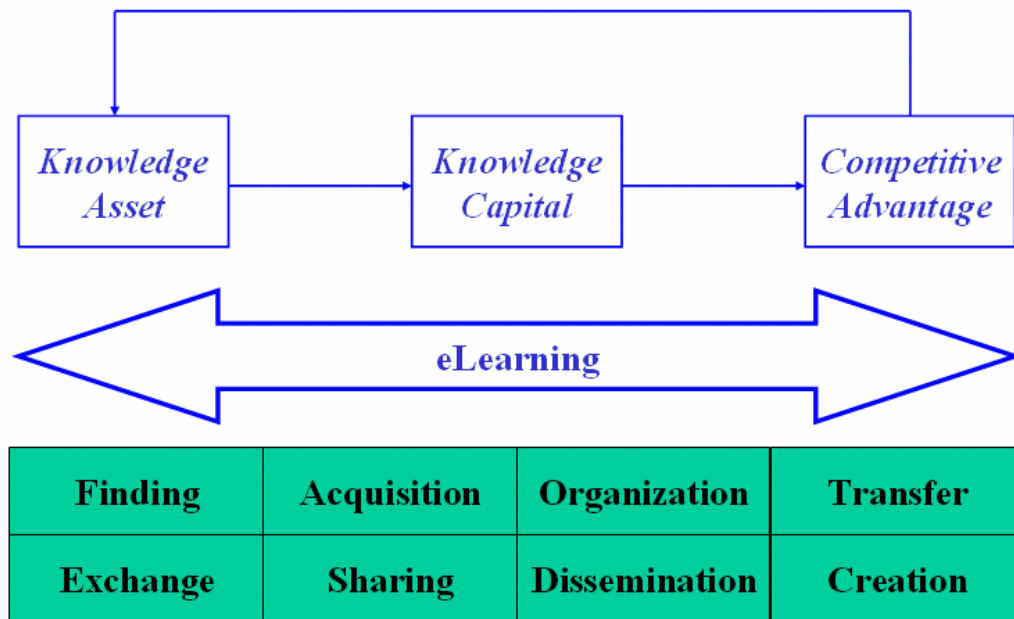 Knowledge
Asset
Knowledge
Capital
Competitive
Advantage
eLearning
Finding
Acquisition
Organization
Transfer
Exchange
Sharing
Dissemination
Creation